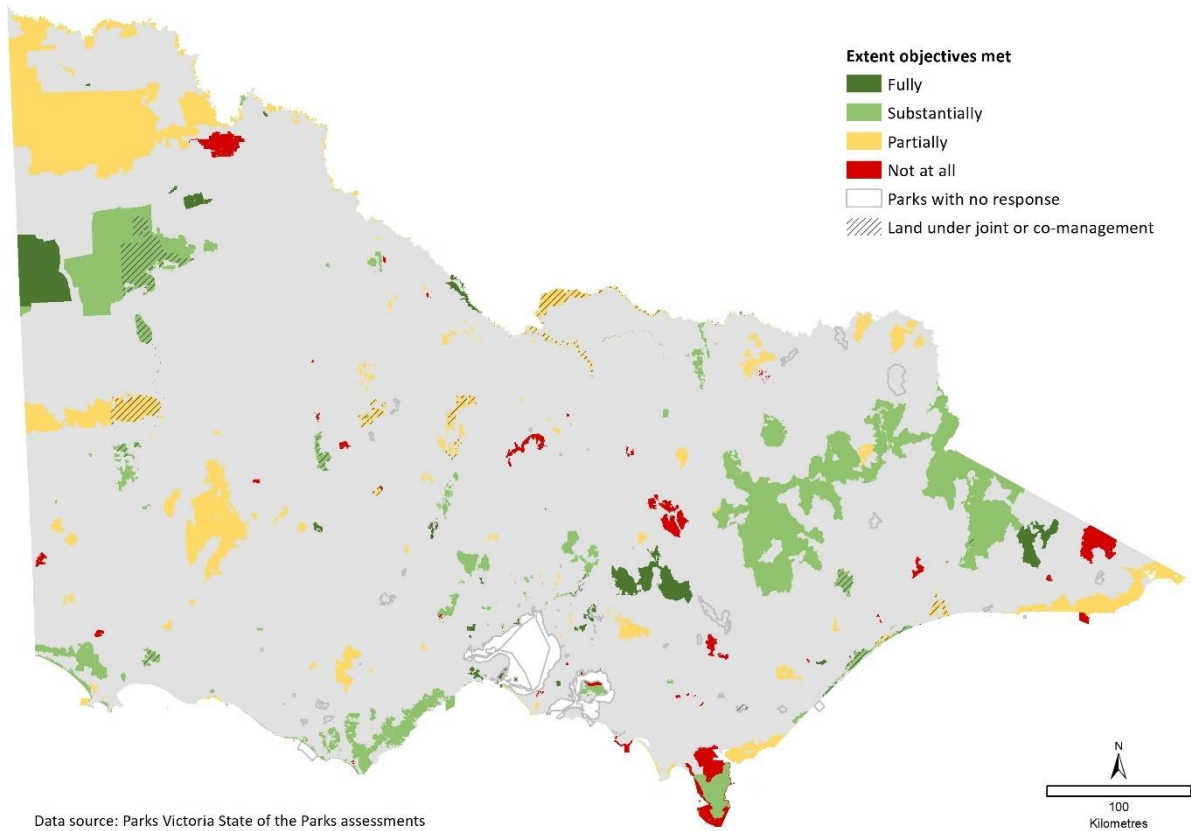 Extent objectives met
Fully
Substantially
Partially
Not at all
Parks with no response
Land under joint or co-management
N
100
Kilometres
Data source: Parks Victoria State of the Parks assessments